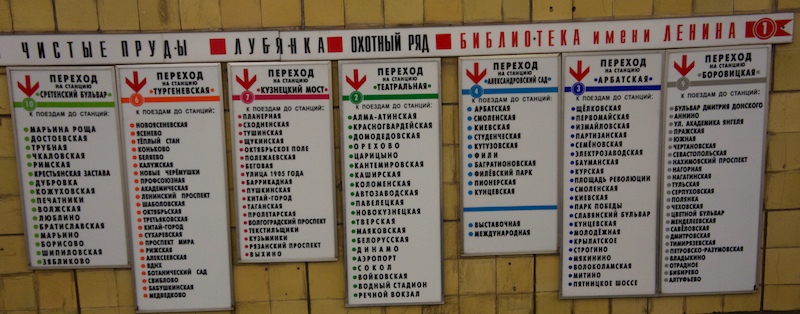 ЧИСТЫЕ ПРУДЫ ЛУБЯНКА ОХОТНЫЙ РЯД БИБЛИОТЕКА ИМЕНИ ЛЕНИНА 1
ПЕРЕХОД
НА СТАНЦИЮ
«СРЕТЕНСКИЙ БУЛЬВАР»
10
К ПОЕЗДАМ ДО СТАНЦИЙ:
МАРЬИНА РОЩА
ДОСТОЕВСКАЯ
ТРУБНАЯ
ЧКАЛОВСКАЯ
РИМСКАЯ
КРЕСТЬЯНСКАЯ ЗАСТАВА
ДУБРОВКА
КОЖУХОВСКАЯ
ПЕЧАТНИКИ
ВОЛЖСКАЯ
ЛЮБЛИНО
БРАТИСЛАВСКАЯ
МАРЬИНО
БОРИСОВО
ШИПИЛОВСКАЯ
ЗЯБЛИКОВО
ПЕРЕХОД
НА СТАНЦИЮ
«ТУРГЕНЕВСКАЯ»
6
К ПОЕЗДАМ ДО СТАНЦИЙ:
НОВОЯСЕНЕВСКАЯ
ЯСЕНЕВО
ТЁПЛЫЙ СТАН
КОНЬКОВО
БЕЛЯЕВО
КАЛУЖСКАЯ
НОВЫЕ ЧЕРЁМУШКИ
ПРОФСОЮЗНАЯ
АКАДЕМИЧЕСКАЯ
ЛЕНИНСКИЙ ПРОСПЕКТ
ШАБОЛОВСКАЯ
ОКТЯБРЬСКАЯ
ТРЕТЬЯКОВСКАЯ
КИТАЙ-ГОРОД
СУХАРЕВСКАЯ
ПРОСПЕКТ МИРА
РИЖСКАЯ
АЛЕКСЕЕВСКАЯ
ВДНХ
БОТАНИЧЕСКИЙ САД
СВИБЛОВО
БАБУШКИНСКАЯ
МЕДВЕДКОВО
ПЕРЕХОД
НА СТАНЦИЮ
«КУЗНЕЦКИЙ МОСТ»
7
К ПОЕЗДАМ ДО СТАНЦИЙ:
ПЛАНЕРНАЯ
СХОДНЕНСКАЯ
ТУШИНСКАЯ
ЩУКИНСКАЯ
ОКТЯБРЬСКОЕ ПОЛЕ
ПОЛЕЖАЕВСКАЯ
БЕГОВАЯ
УЛИЦА 1905 ГОДА
БАРРИКАДНАЯ
ПУШКИНСКАЯ
КИТАЙ-ГОРОД
ТАГАНСКАЯ
ПРОЛЕТАРСКАЯ
ВОЛГОГРАДСКИЙ ПРОСПЕКТ
ТЕКСТИЛЬЩИКИ
КУЗЬМИНКИ
РЯЗАНСКИЙ ПРОСПЕКТ
ВЫХИНО
ПЕРЕХОД
НА СТАНЦИЮ
«ТЕАТРАЛЬНАЯ»
2
К ПОЕЗДАМ ДО СТАНЦИЙ:
АЛМА-АТИНСКАЯ
КРАСНОГВАРДЕЙСКАЯ
ДОМОДЕДОВСКАЯ
ОРЕХОВО
ЦАРИЦЫНО
КАНТЕМИРОВСКАЯ
КАШИРСКАЯ
КОЛОМЕНСКАЯ
АВТОЗАВОДСКАЯ
ПАВЕЛЕЦКАЯ
НОВОКУЗНЕЦКАЯ
ТВЕРСКАЯ
МАЯКОВСКАЯ
БЕЛОРУССКАЯ
ДИНАМО
АЭРОПОРТ
СОКОЛ
ВОЙКОВСКАЯ
ВОДНЫЙ СТАДИОН
РЕЧНОЙ ВОКЗАЛ
ПЕРЕХОД
НА СТАНЦИЮ
«АЛЕКСАНДРОВСКИЙ САД»
4
К ПОЕЗДАМ ДО СТАНЦИЙ:
АРБАТСКАЯ
СМОЛЕНСКАЯ
КИЕВСКАЯ
СТУДЕНЧЕСКАЯ
КУТУЗОВСКАЯ
ФИЛИ
БАГРАТИОНОВСКАЯ
ФИЛЁВСКИЙ ПАРК
ПИОНЕРСКАЯ
КУНЦЕВСКАЯ
ВЫСТАВОЧНАЯ
МЕЖДУНАРОДНАЯ
ПЕРЕХОД
НА СТАНЦИЮ
«АРБАТСКАЯ»
3
К ПОЕЗДАМ ДО СТАНЦИЙ:
ЩЁЛКОВСКАЯ
ПЕРВОМАЙСКАЯ
ИЗМАЙЛОВСКАЯ
ПАРТИЗАНСКАЯ
СЕМЁНОВСКАЯ
ЭЛЕКТРОЗАВОДСКАЯ
БАУМАНСКАЯ
КУРСКАЯ
ПЛОЩАДЬ РЕВОЛЮЦИИ
СМОЛЕНСКАЯ
КИЕВСКАЯ
ПАРК ПОБЕДЫ
СЛАВЯНСКИЙ БУЛЬВАР
КУНЦЕВСКАЯ
МОЛОДЁЖНАЯ
КРЫЛАТСКОЕ
СТРОГИНО
МЯКИНИНО
ВОЛОКОЛАМСКАЯ
МИТИНО
ПЯТНИЦКОЕ ШОССЕ
ПЕРЕХОД
НА СТАНЦИЮ
«БОРОВИЦКАЯ»
9
К ПОЕЗДАМ ДО СТАНЦИЙ:
БУЛЬВАР ДМИТРИЯ ДОНСКОГО
АННИНО
УЛ. АКАДЕМИКА ЯНГЕЛЯ
ПРАЖСКАЯ
ЮЖНАЯ
ЧЕРТАНОВСКАЯ
СЕВАСТОПОЛЬСКАЯ
НАХИМОВСКИЙ ПРОСПЕКТ
НАГОРНАЯ
НАГАТИНСКАЯ
ТУЛЬСКАЯ
СЕРПУХОВСКАЯ
ПОЛЯНКА
ЧЕХОВСКАЯ
ЦВЕТНОЙ БУЛЬВАР
МЕНДЕЛЕЕВСКАЯ
САВЁЛОВСКАЯ
ДМИТРОВСКАЯ
ТИМИРЯЗЕВСКАЯ
ПЕТРОВСКО-РАЗУМОВСКАЯ
ВЛАДЫКИНО
ОТРАДНОЕ
БИБИРЕВО
АЛТУФЬЕВО